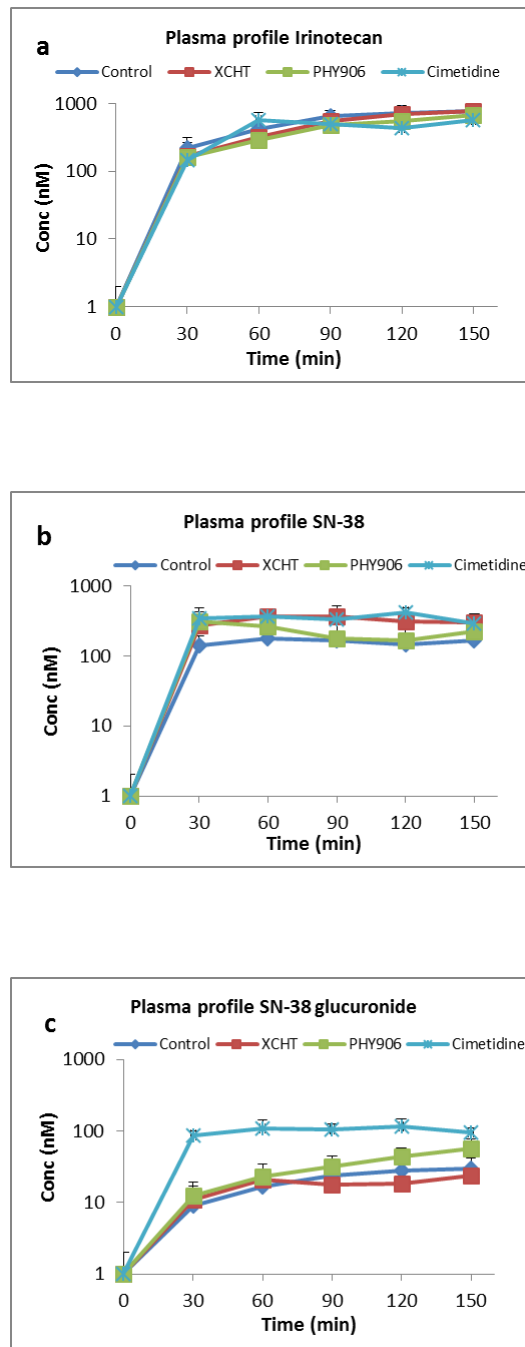 a
Plasma profile Irinotecan
Control XCHT PHY906 Cimetidine
1000
100
10
1
Conc (nM)
0 30 60 90 120 150
Time (min)
b
Plasma profile SN-38
Control XCHT PHY906 Cimetidine
1000
100
10
1
Conc (nM)
0 30 60 90 120 150
Time (min)
c
Plasma profile SN-38 glucuronide
Control XCHT PHY906 Cimetidine
1000
100
10
1
Conc (nM)
0 30 60 90 120 150
Time (min)